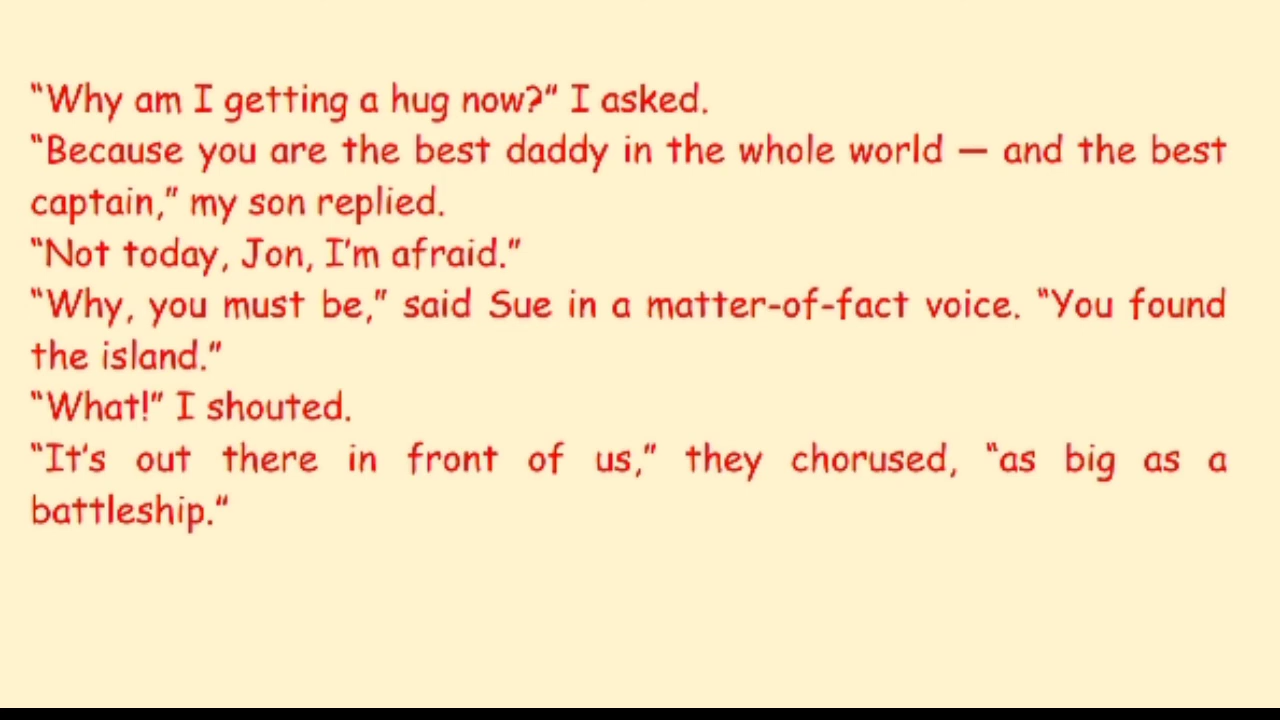 “Why am I getting a hug now?” I asked.
“Because you are the best daddy in the whole world — and the best
captain,” my son replied.
“Not today, Jon, I’m afraid.”
“Why, you must be,” said Sue in a matter-of-fact voice. “You found
the island.”
“What!” I shouted.
“It’s out there in front of us,” they chorused, “as big as a
battleship.”